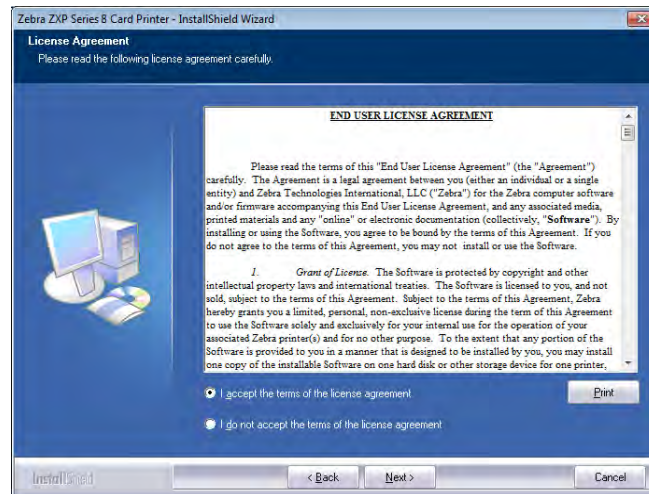 Zebra ZXP Series 8 Card Printer - InstallShield Wizard
License Agreement
Please read the following license agreement carefully.
END USER LICENSE AGREEMENT
Please read the terms of this "End User License Agreement" (the "Agreement")
carefully. The Agreement is a legal agreement between you (either an individual or a single
entity) and Zebra Technologies International, LLC ("Zebra") for the Zebra computer software
and/or firmware accompanying this End User License Agreement, and any associated media,
printed materials and any "online" or electronic documentation (collectively, "Software"). By
installing or using the Software, you agree to be bound by the terms of this Agreement. If you
do not agree to the terms of this Agreement, you may not install or use the Software.
1. Grant of License. The Software is protected by copyright and other
intellectual property laws and international treaties. The Software is licensed to you, and not
sold, subject to the terms of this Agreement. Subject to the terms of this Agreement, Zebra
hereby grants you a limited, personal, non-exclusive license during the term of this Agreement
to use the Software solely and exclusively for your internal use for the operation of your
associated Zebra printer(s) and for no other purpose. To the extent that any portion of the
Software is provided to you in a manner that is designed to be installed by you, you may install
one copy of the installable Software on one hard disk or other storage device for one printer,
I accept the terms of the license agreement
Print
I do not accept the terms of the license agreement
InstallShield
< Back Next > Cancel